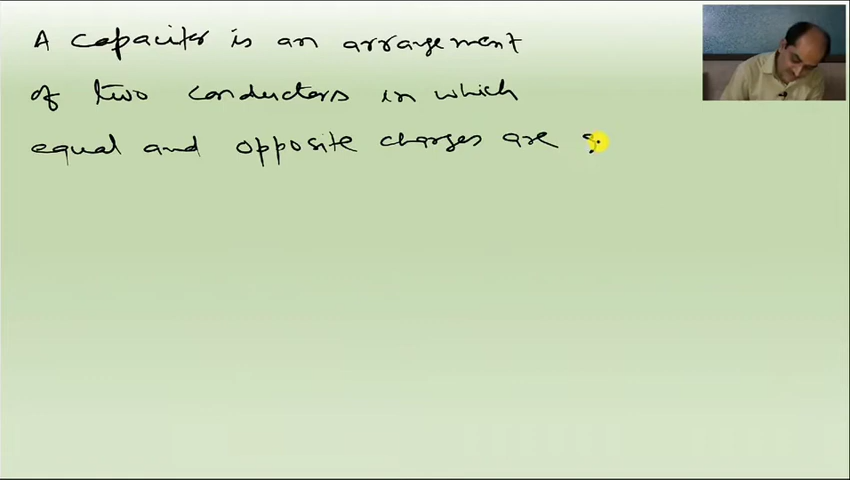 A capacitor is an arrangement
of two conductors in which
equal and opposite charges are